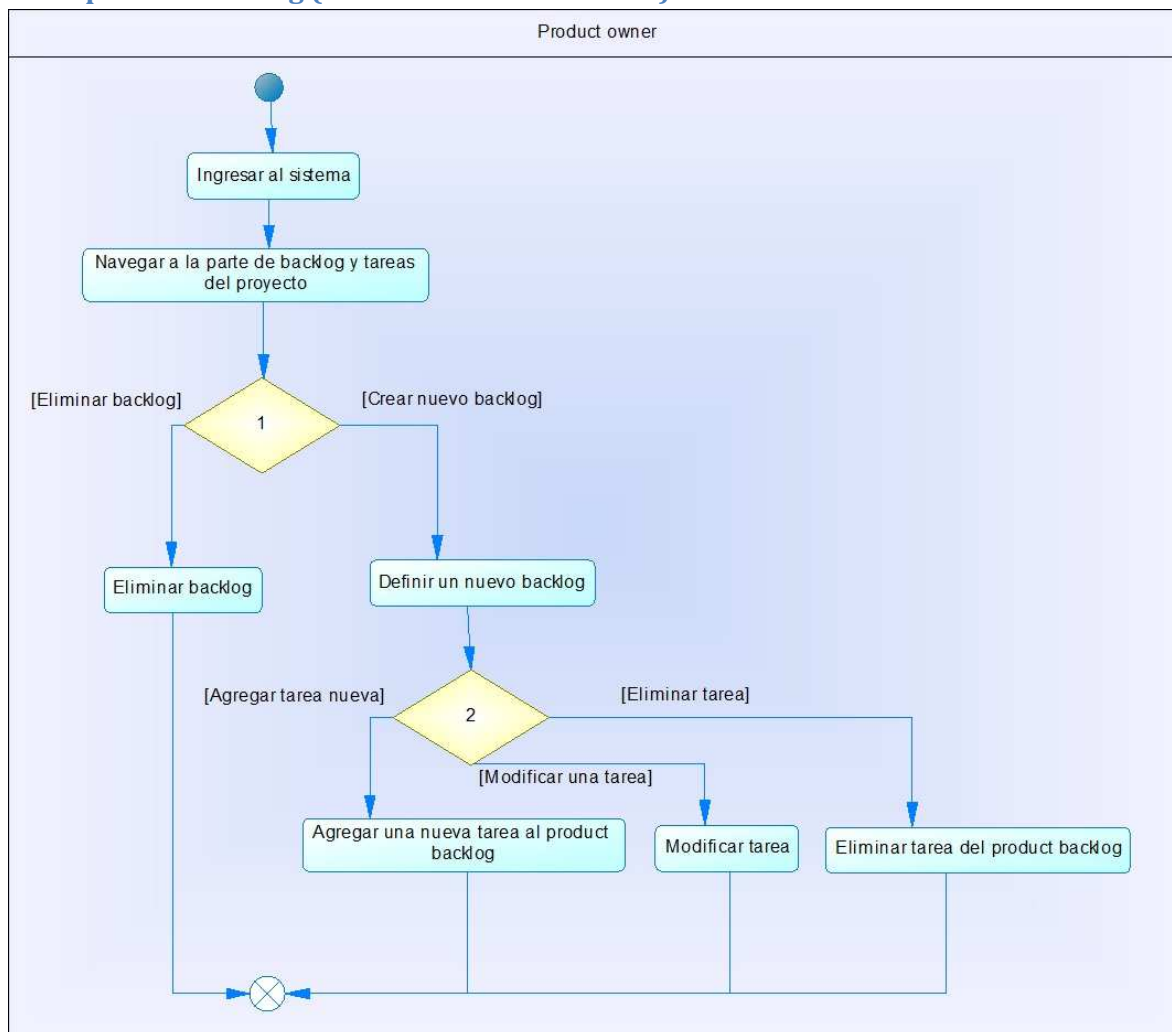 Product owner
Ingresar al sistema
Navegar a la parte de backlog y tareas
del proyecto
[Eliminar backlog]
[Crear nuevo backlog]
1
Eliminar backlog
Definir un nuevo backlog
[Agregar tarea nueva]
[Eliminar tarea]
2
[Modificar una tarea]
Agregar una nueva tarea al product
backlog
Modificar tarea
Eliminar tarea del product backlog